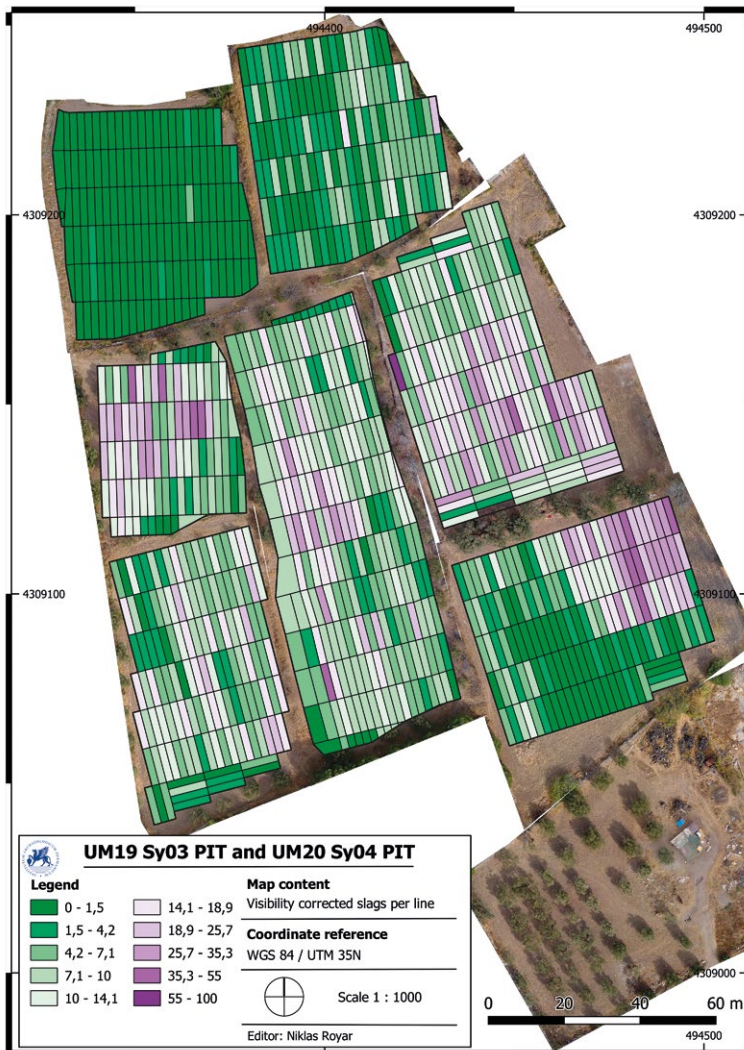 494400
494500
4309200
4309200
4309100
4309100
4309000
494500
UM19 Sy03 PIT and UM20 Sy04 PIT
Legend
0 - 1,5
1,5 - 4,2
4,2 - 7,1
7,1 - 10
10 - 14,1
14,1 - 18,9
18,9 - 25,7
25,7 - 35,3
35,3 - 55
55 - 100
Map content
Visibility corrected slags per line
Coordinate reference
WGS 84 / UTM 35N
Scale 1 : 1000
Editor: Niklas Royar
0 20 40 60 m